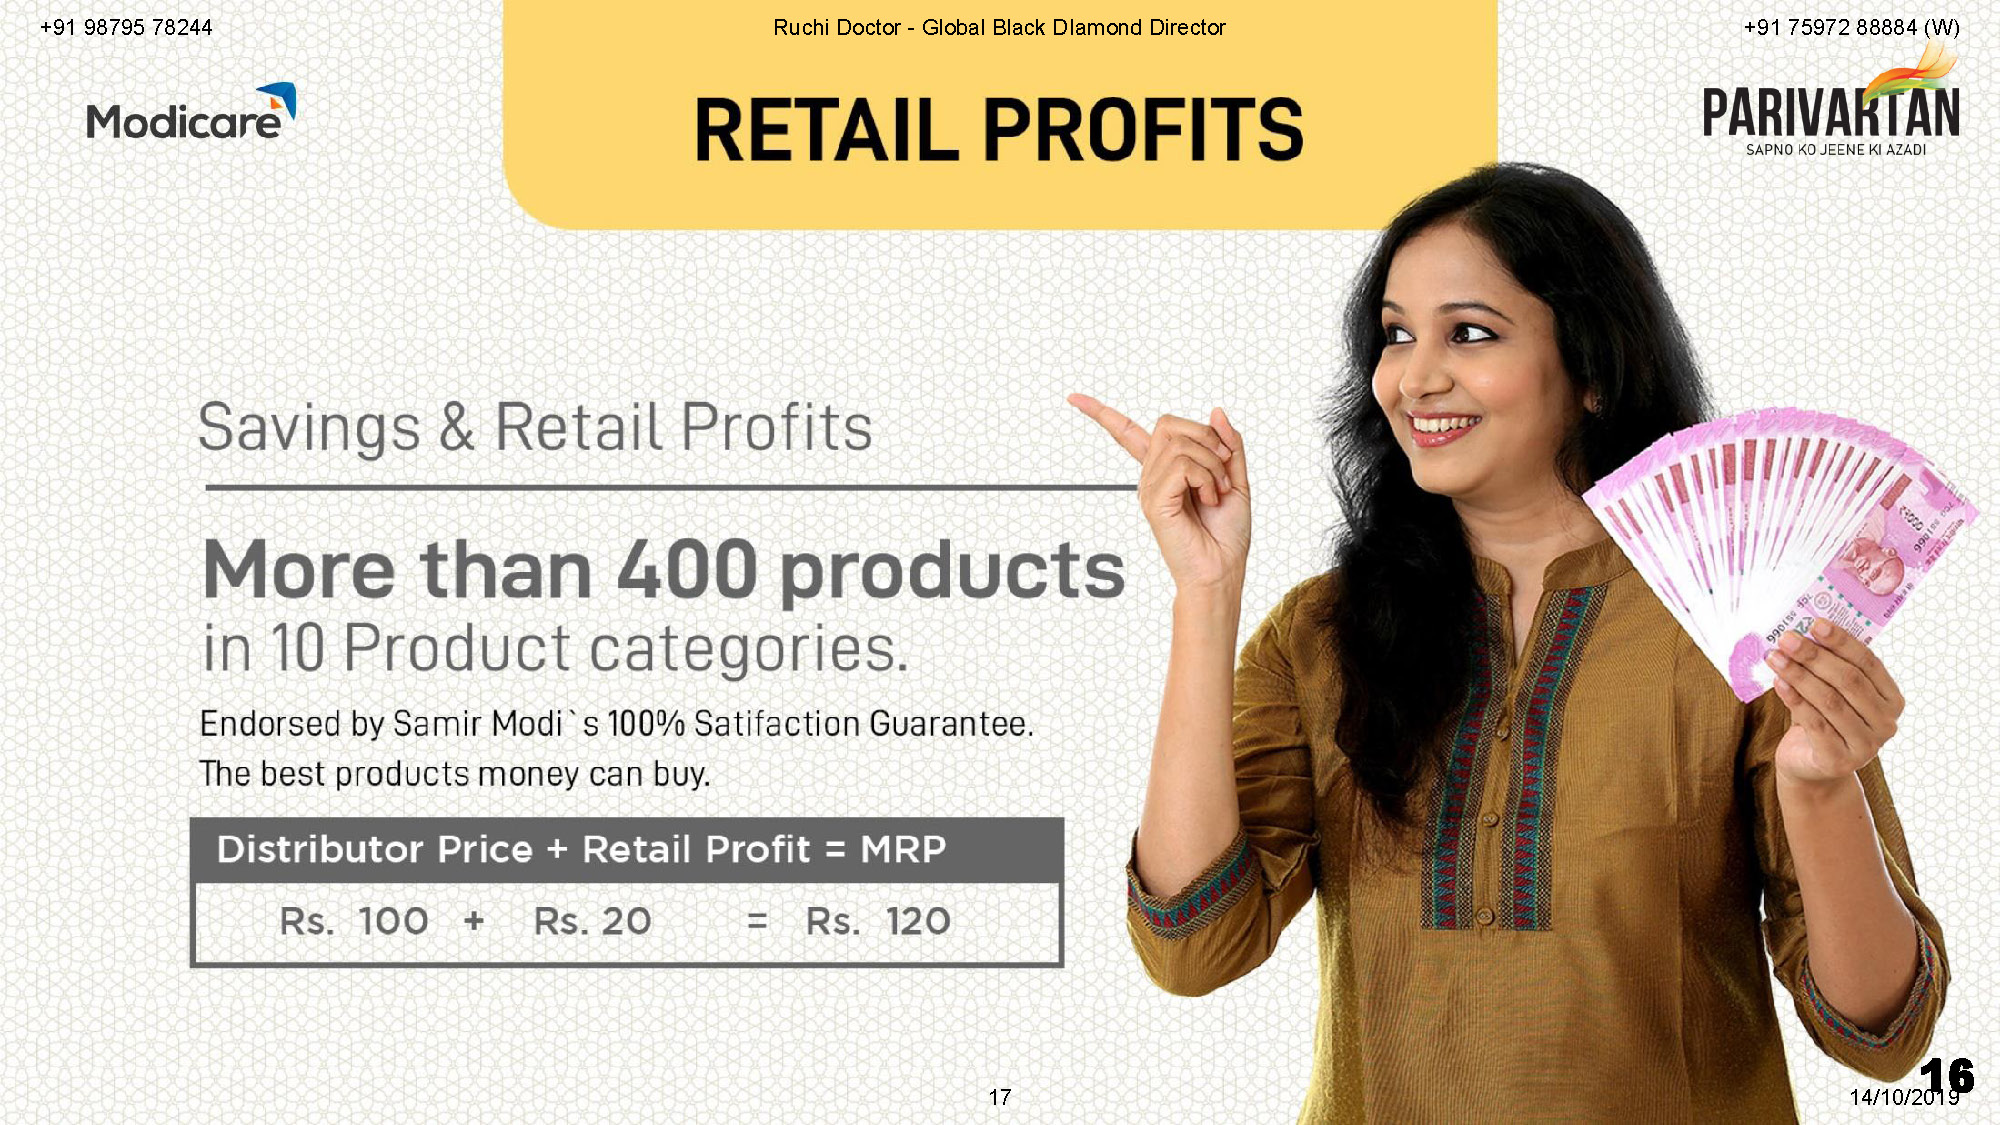 +91 98795 78244
Ruchi Doctor - Global Black DIamond Director
+91 75972 88884 (W)
Modicare
RETAIL PROFITS
PARIVARTAN
SAPNO KO JEENE KI AZADI
Savings & Retail Profits
More than 400 products
in 10 Product categories.
Endorsed by Samir Modi`s 100% Satifaction Guarantee.
The best products money can buy.
Distributor Price + Retail Profit = MRP
Rs. 100 + Rs. 20 = Rs. 120
16
17
14/10/2019